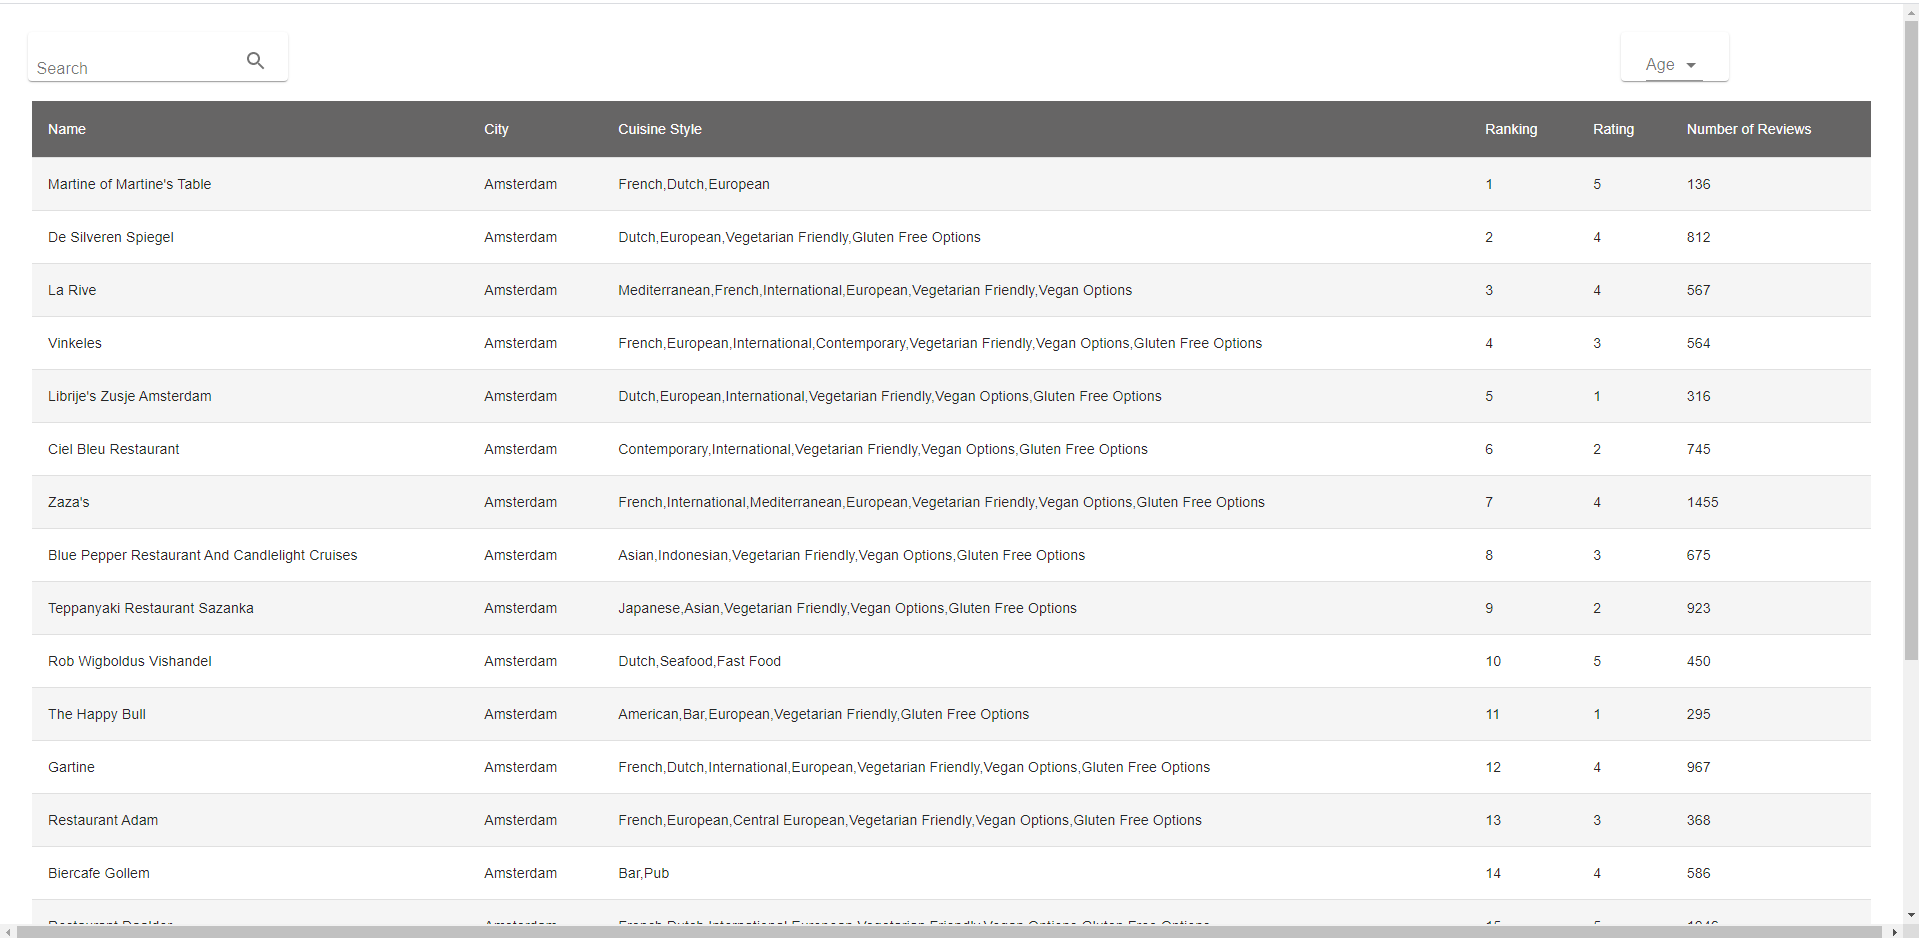 Search
Age
Name City Cuisine Style Ranking Rating Number of Reviews
Martine of Martine's Table Amsterdam French,Dutch,European 1 5 136
De Silveren Spiegel Amsterdam Dutch,European,Vegetarian Friendly,Gluten Free Options 2 4 812
La Rive Amsterdam Mediterranean,French,International,European,Vegetarian Friendly,Vegan Options 3 4 567
Vinkeles Amsterdam French,European,International,Contemporary,Vegetarian Friendly,Vegan Options,Gluten Free Options 4 3 564
Librije's Zusje Amsterdam Amsterdam Dutch,European,International,Vegetarian Friendly,Vegan Options,Gluten Free Options 5 1 316
Ciel Bleu Restaurant Amsterdam Contemporary,International,Vegetarian Friendly,Vegan Options,Gluten Free Options 6 2 745
Zaza's Amsterdam French,International,Mediterranean,European,Vegetarian Friendly,Vegan Options,Gluten Free Options 7 4 1455
Blue Pepper Restaurant And Candlelight Cruises Amsterdam Asian,Indonesian,Vegetarian Friendly,Vegan Options,Gluten Free Options 8 3 675
Teppanyaki Restaurant Sazanka Amsterdam Japanese,Asian,Vegetarian Friendly,Vegan Options,Gluten Free Options 9 2 923
Rob Wigboldus Vishandel Amsterdam Dutch,Seafood,Fast Food 10 5 450
The Happy Bull Amsterdam American,Bar,European,Vegetarian Friendly,Gluten Free Options 11 1 295
Gartine Amsterdam French,Dutch,International,European,Vegetarian Friendly,Vegan Options,Gluten Free Options 12 4 967
Restaurant Adam Amsterdam French,European,Central European,Vegetarian Friendly,Vegan Options,Gluten Free Options 13 3 368
Biercafe Gollem Amsterdam Bar,Pub 14 4 586